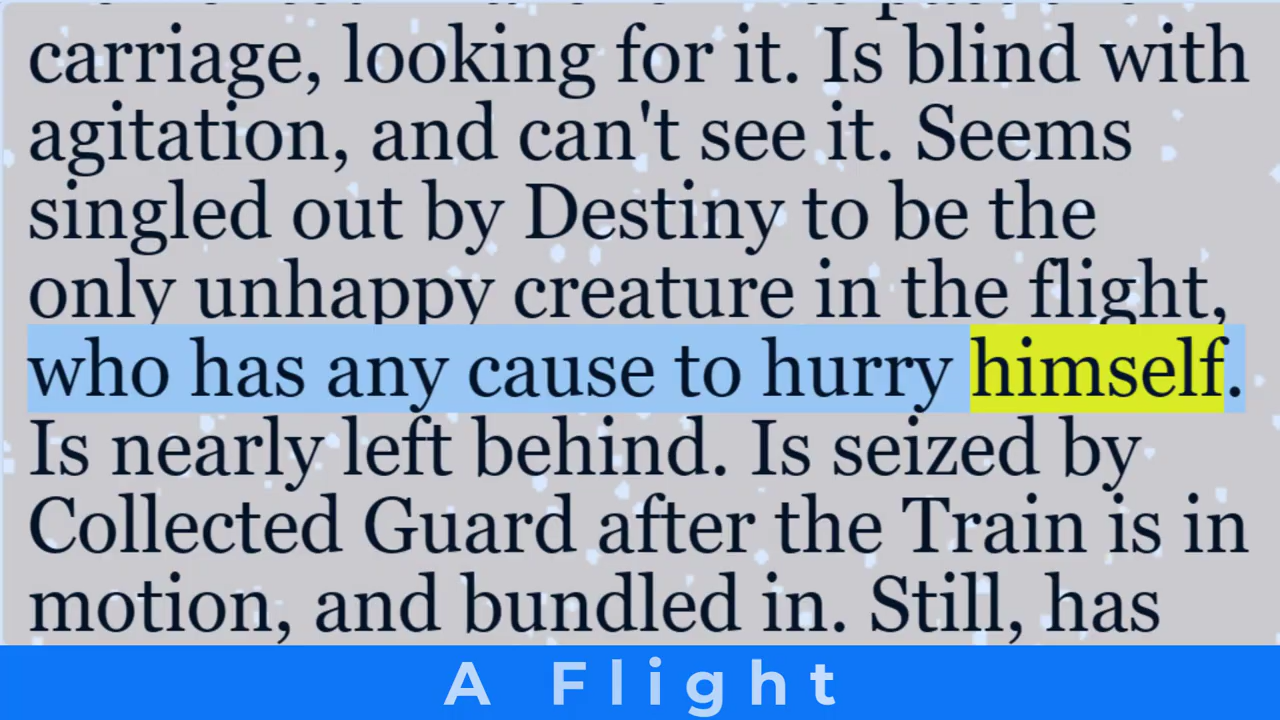 carriage, looking for it. Is blind with
agitation, and can't see it. Seems
singled out by Destiny to be the
only unhappy creature in the flight,
who has any cause to hurry himself.
Is nearly left behind. Is seized by
Collected Guard after the Train is in
motion, and bundled in. Still, has
A Flight